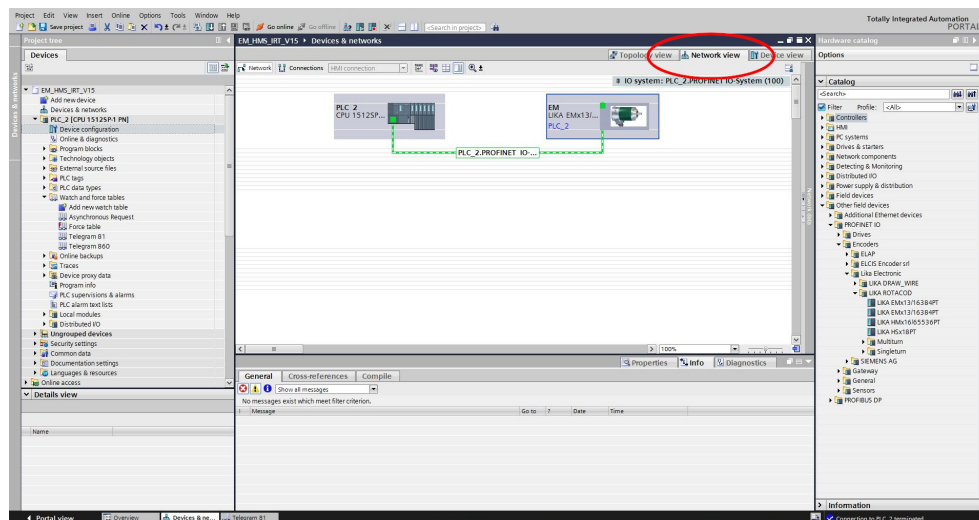 Project Edit View Insert Online Options Tools Window Help
Totally Integrated Automation
PORTAL
Save project
Go online
Go offline
<Search in project>
Project tree
EM_HMS_IRT_V15 Devices & networks
Hardware catalog
Devices
Topology view
Network view
Device view
Options
Network
Connections
HMI connection
IO system: PLC_2.PROFINET IO-System (100)
Devices & networks
EM_HMS_IRT_V15
Add new device
Devices & networks
PLC_2 [CPU 1512SP-1 PN]
Device configuration
Online & diagnostics
Program blocks
Technology objects
External source files
PLC tags
PLC data types
Watch and force tables
Add new watch table
Asynchronous Request
Force table
Telegram 81
Telegram 860
Online backups
Traces
Device proxy data
Program info
PLC supervisions & alarms
PLC alarm text lists
Local modules
Distributed I/O
Ungrouped devices
Security settings
Common data
Documentation settings
Languages & resources
Online access
Details view
Name
PLC_2
CPU 1512SP...
EM
LIKA EMx13/...
PLC_2
PLC_2.PROFINET IO-...
100%
Properties
Info
Diagnostics
General
Cross-references
Compile
Show all messages
No messages exist which meet filter criterion.
! Message Go to ? Date Time
Catalog
<Search>
Filter
Profile:
<All>
Controllers
HMI
PC systems
Drives & starters
Network components
Detecting & Monitoring
Distributed I/O
Power supply & distribution
Field devices
Other field devices
Additional Ethernet devices
PROFINET IO
Drives
Encoders
ELAP
ELCIS Encoder srl
Lika Electronic
LIKA DRAW_WIRE
LIKA ROTACOD
LIKA EMx13/16384PT
LIKA EMx13/16384PT
LIKA HMx16/65536PT
LIKA HSx18PT
Multiturn
Singleturn
SIEMENS AG
Gateway
General
Sensors
PROFIBUS DP
Information
Portal view
Overview
Devices & ne...
Telegram 81
Connection to PLC_2 terminated.